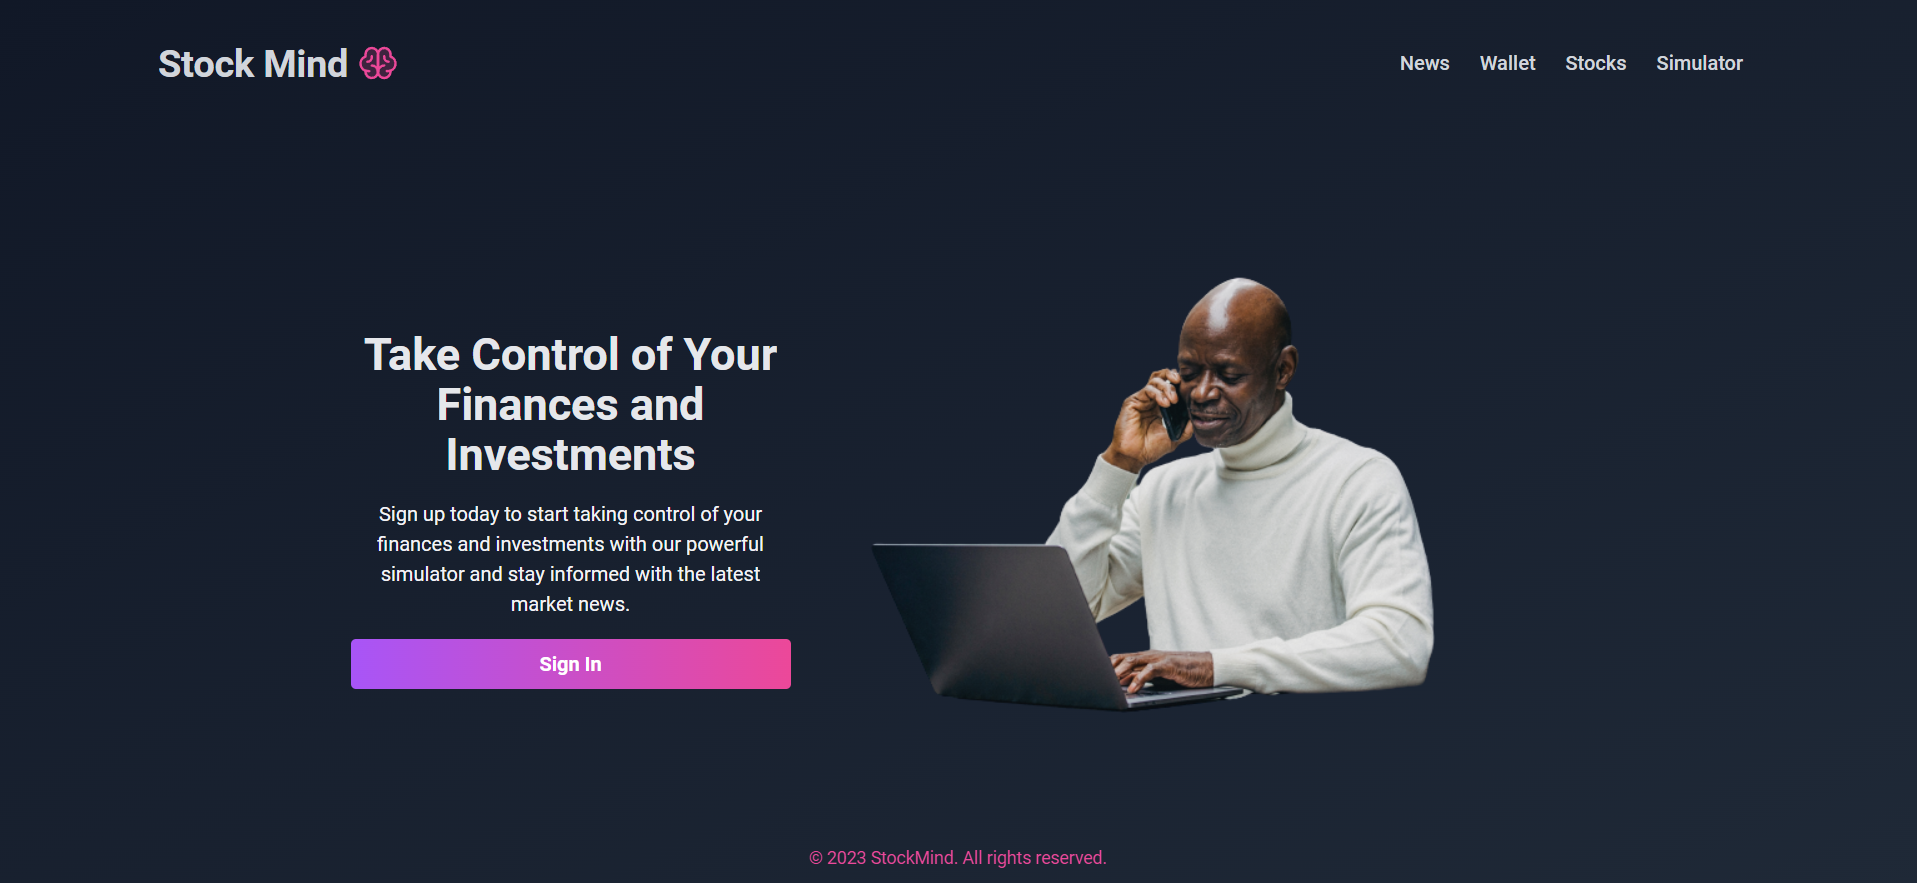 Stock Mind
News Wallet Stocks Simulator
Take Control of Your
Finances and
Investments
Sign up today to start taking control of your
finances and investments with our powerful
simulator and stay informed with the latest
market news.
Sign In
© 2023 StockMind. All rights reserved.